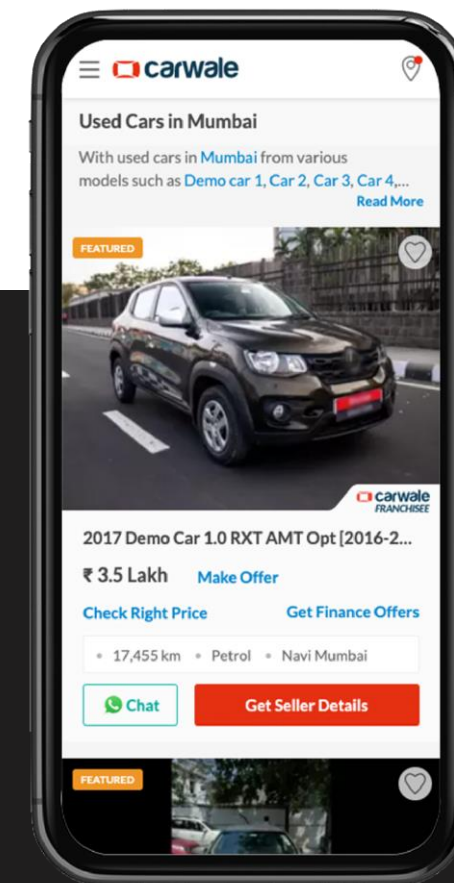 carwale
Used Cars in Mumbai
With used cars in Mumbai from various
models such as Demo car 1, Car 2, Car 3, Car 4,...
Read More
FEATURED
carwale
FRANCHISEE
2017 Demo Car 1.0 RXT AMT Opt [2016-2...
₹ 3.5 Lakh Make Offer
Check Right Price Get Finance Offers
• 17,455 km • Petrol • Navi Mumbai
Chat Get Seller Details
FEATURED